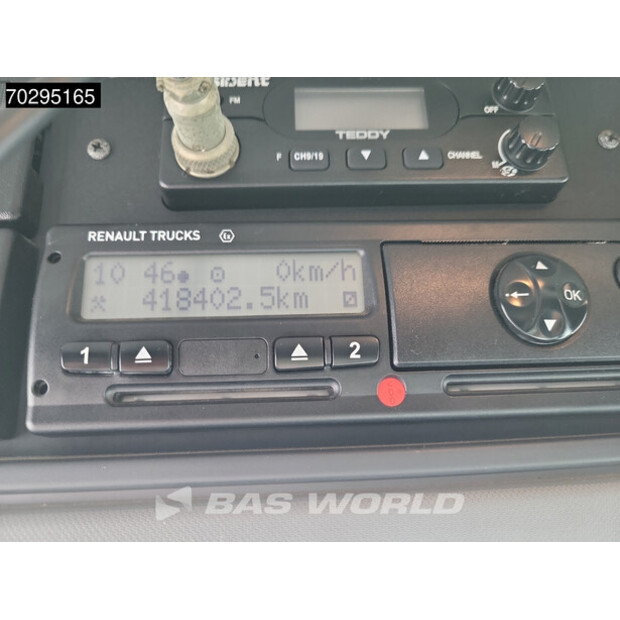 70295165
FM
OFF
TEDDY
F CH9/19 ▼ ▲ CHANNEL
RENAULT TRUCKS Ex
10 46 0km/h
418402.5km
1 2
OK
BAS WORLD